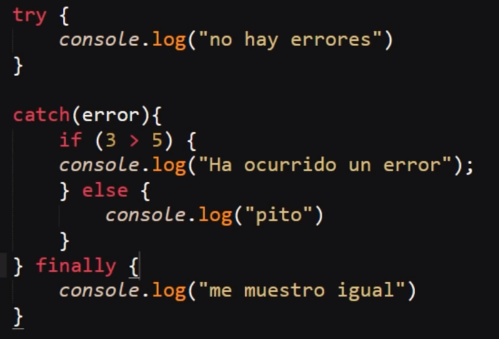 try {
    console.log("no hay errores")
}
catch(error){
    if (3 > 5) {
    console.log("Ha ocurrido un error");
    } else {
        console.log("pito")
    }
} finally {
    console.log("me muestro igual")
}